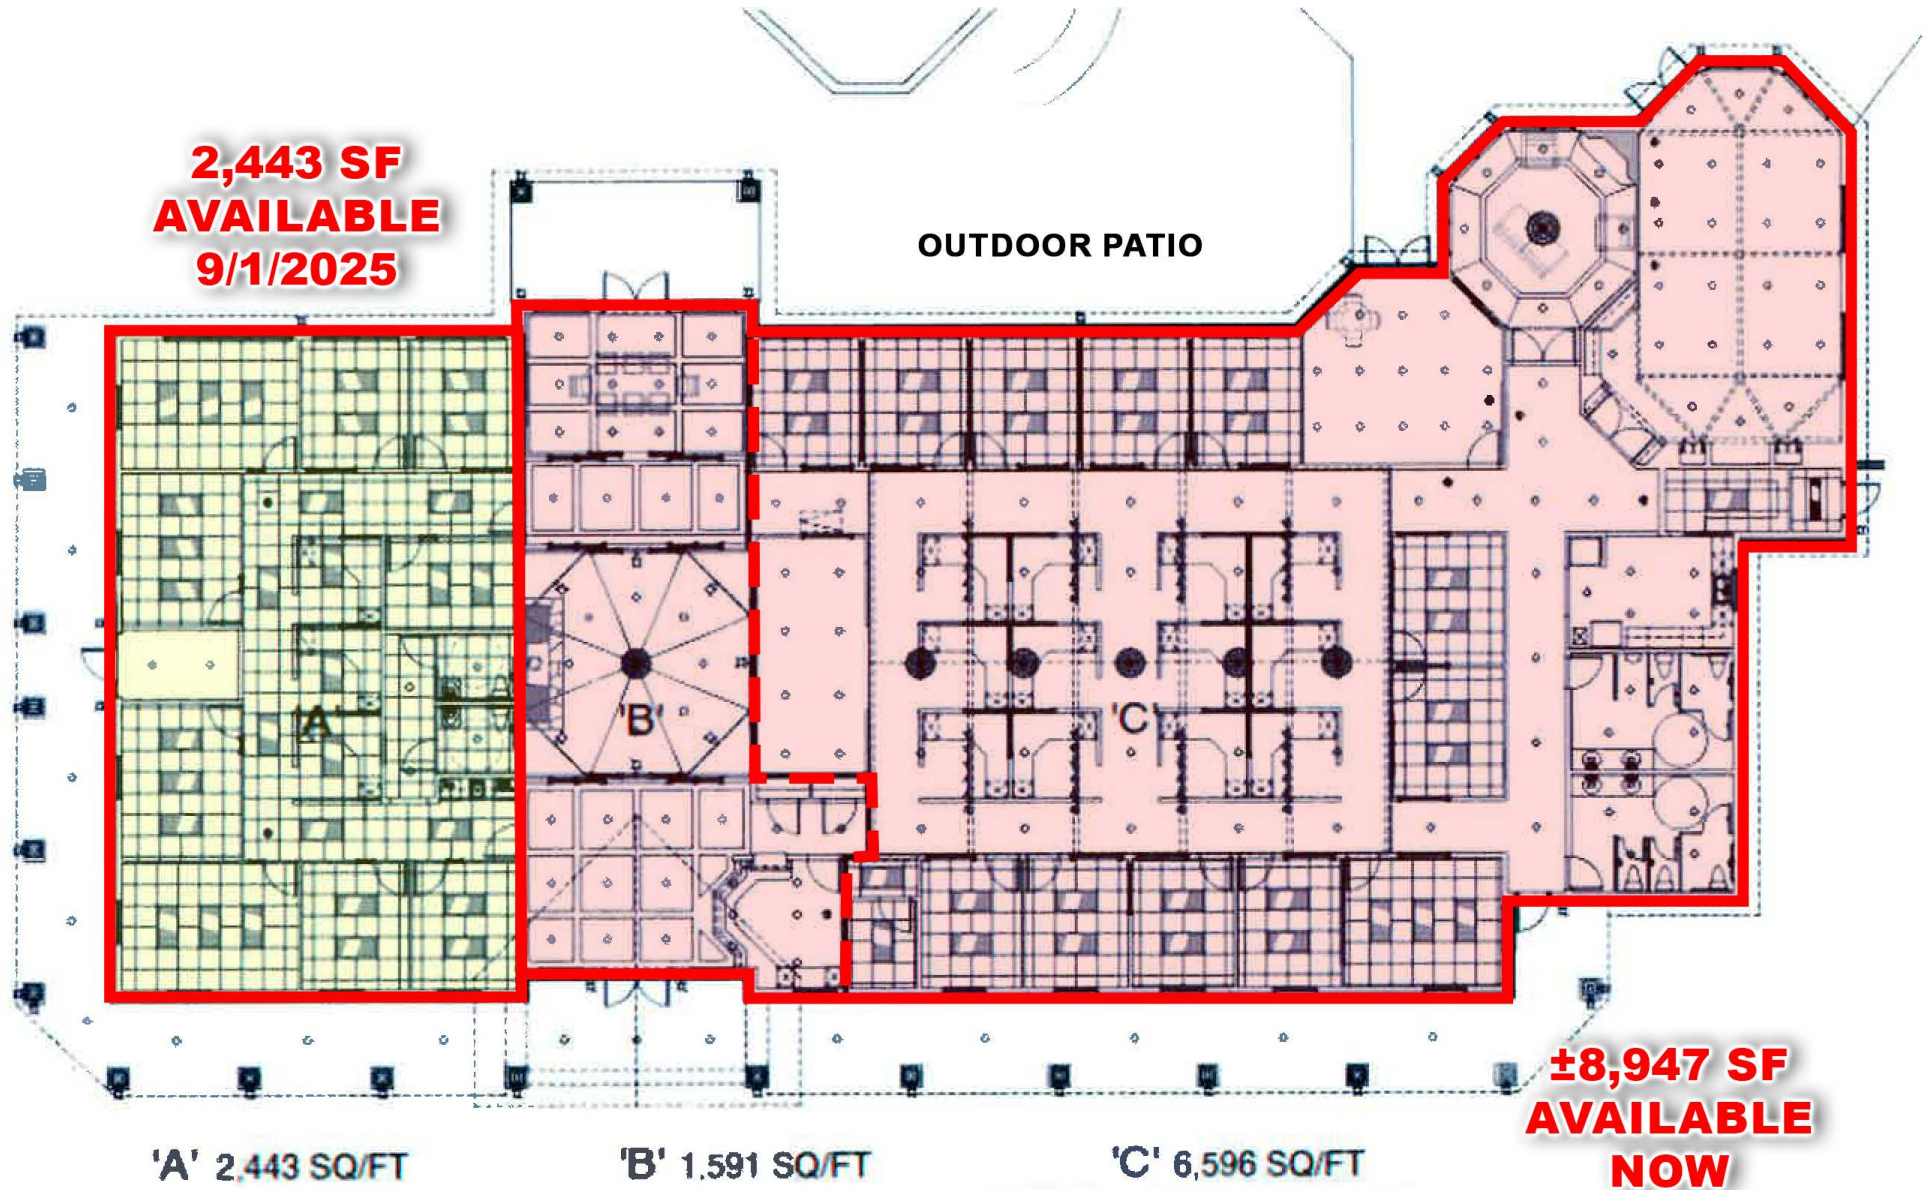 2,443 SF
AVAILABLE
9/1/2025
OUTDOOR PATIO
'A'
'B'
'C'
±8,947 SF
AVAILABLE
NOW
'A' 2,443 SQ/FT
'B' 1,591 SQ/FT
'C' 6,596 SQ/FT